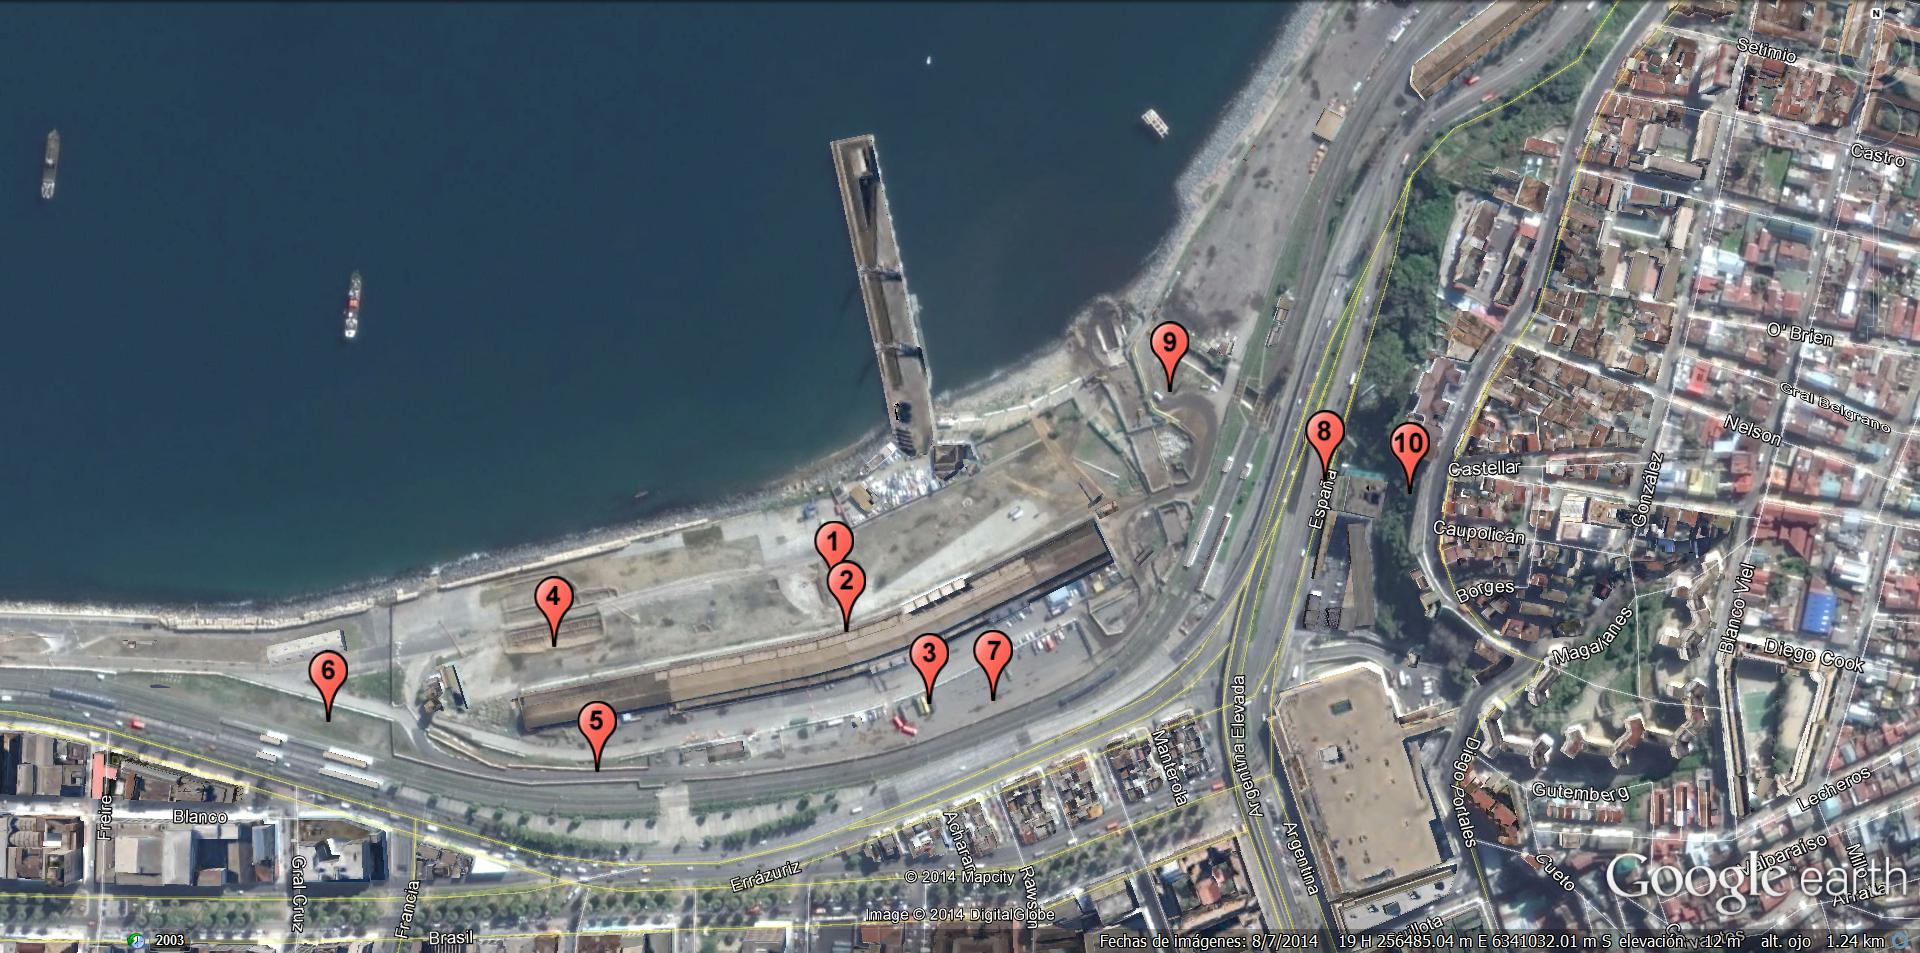 N
Setimio
Castro
O' Brien
Gral Belgrano
Nelson
9
8
10
Castellar
González
España
Caupolicán
1
2
4
Borges
Blanco Viel
Magallanes
3
7
6
Diego Cook
5
Argentina Elevada
Manterola
Diego Portales
Gutemberg
Lecheros
Freire
Blanco
Acharan
Argentina
Valparaíso
Cueto
Gral Cruz
Errázuriz
© 2014 Mapcity
Rawson
Google earth
Francia
Image © 2014 DigitalGlobe
Brasil
2003
Fechas de imágenes: 8/7/2014 19 H 256485.04 m E 6341032.01 m S elevación 12 m alt. ojo 1.24 km